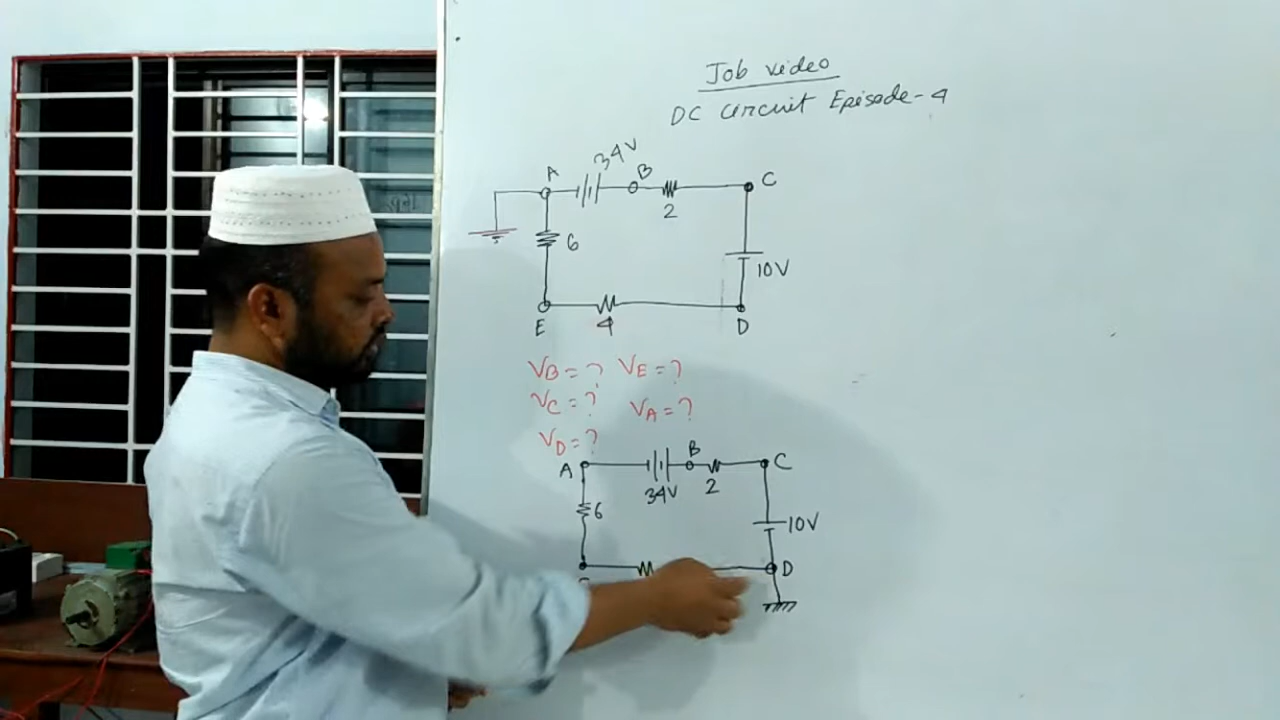 Job video
DC circuit Episode-4
A 34V B C
2
6
10V
E 4 D
VB = ? VE = ?
VC = ? VA = ?
VD = ?
A B C
34V 2
6
10V
D